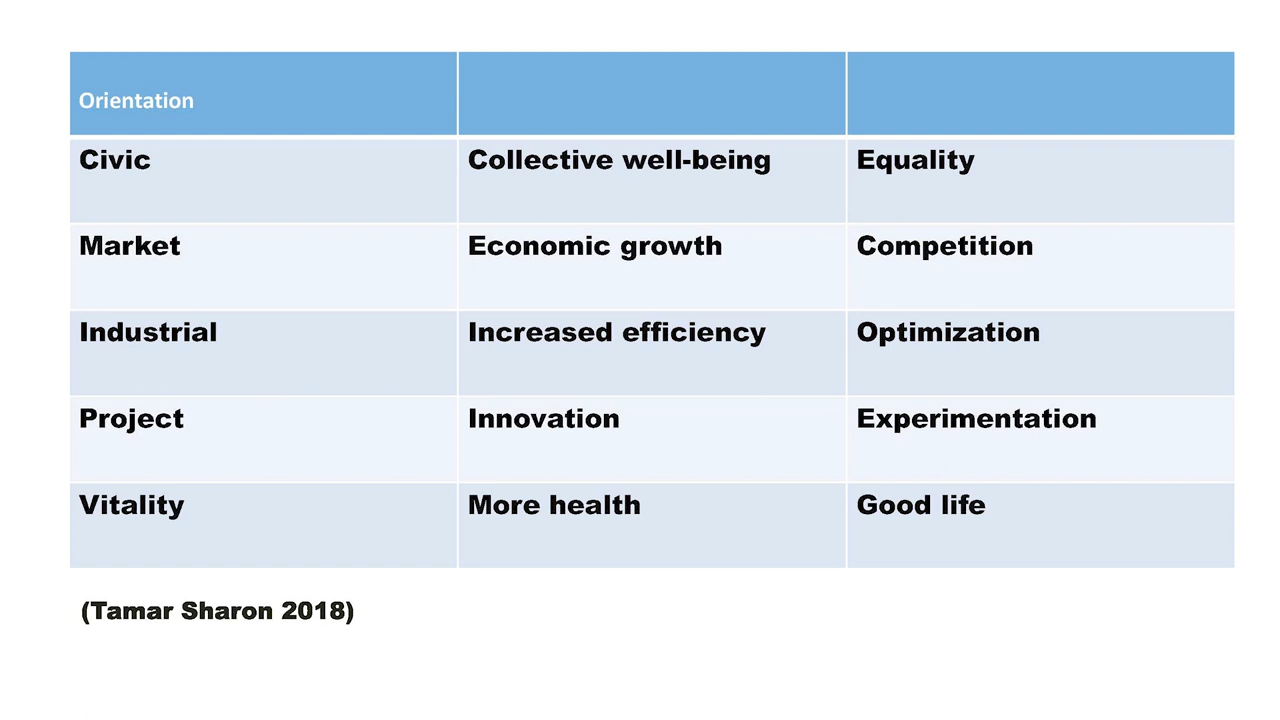 Orientation
Civic Collective well-being Equality
Market Economic growth Competition
Industrial Increased efficiency Optimization
Project Innovation Experimentation
Vitality More health Good life
(Tamar Sharon 2018)